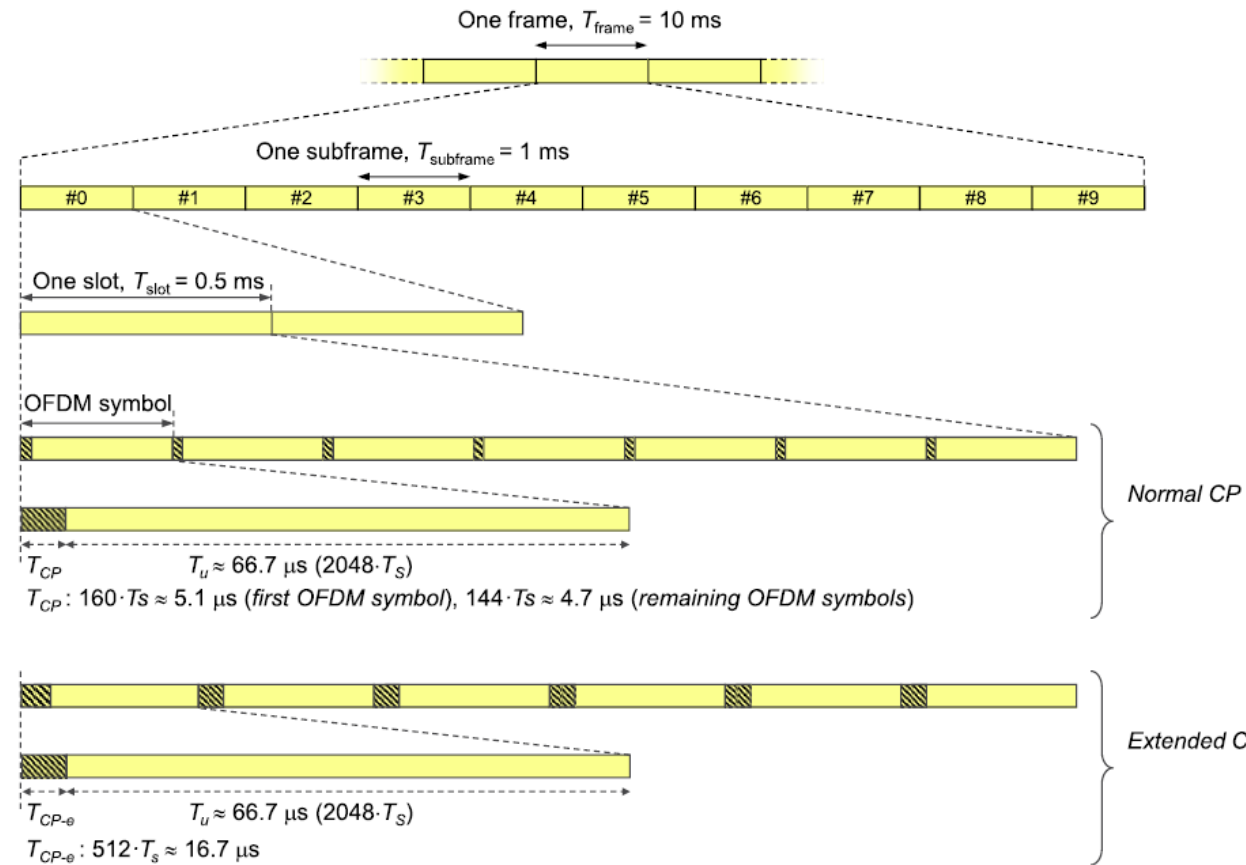 One frame, T_frame = 10 ms
One subframe, T_subframe = 1 ms
#0 #1 #2 #3 #4 #5 #6 #7 #8 #9
One slot, T_slot = 0.5 ms
OFDM symbol
Normal CP
T_CP T_u ≈ 66.7 μs (2048·T_S)
T_CP : 160·Ts ≈ 5.1 μs (first OFDM symbol), 144·Ts ≈ 4.7 μs (remaining OFDM symbols)
Extended C
T_CP-e T_u ≈ 66.7 μs (2048·T_S)
T_CP-e : 512·T_s ≈ 16.7 μs